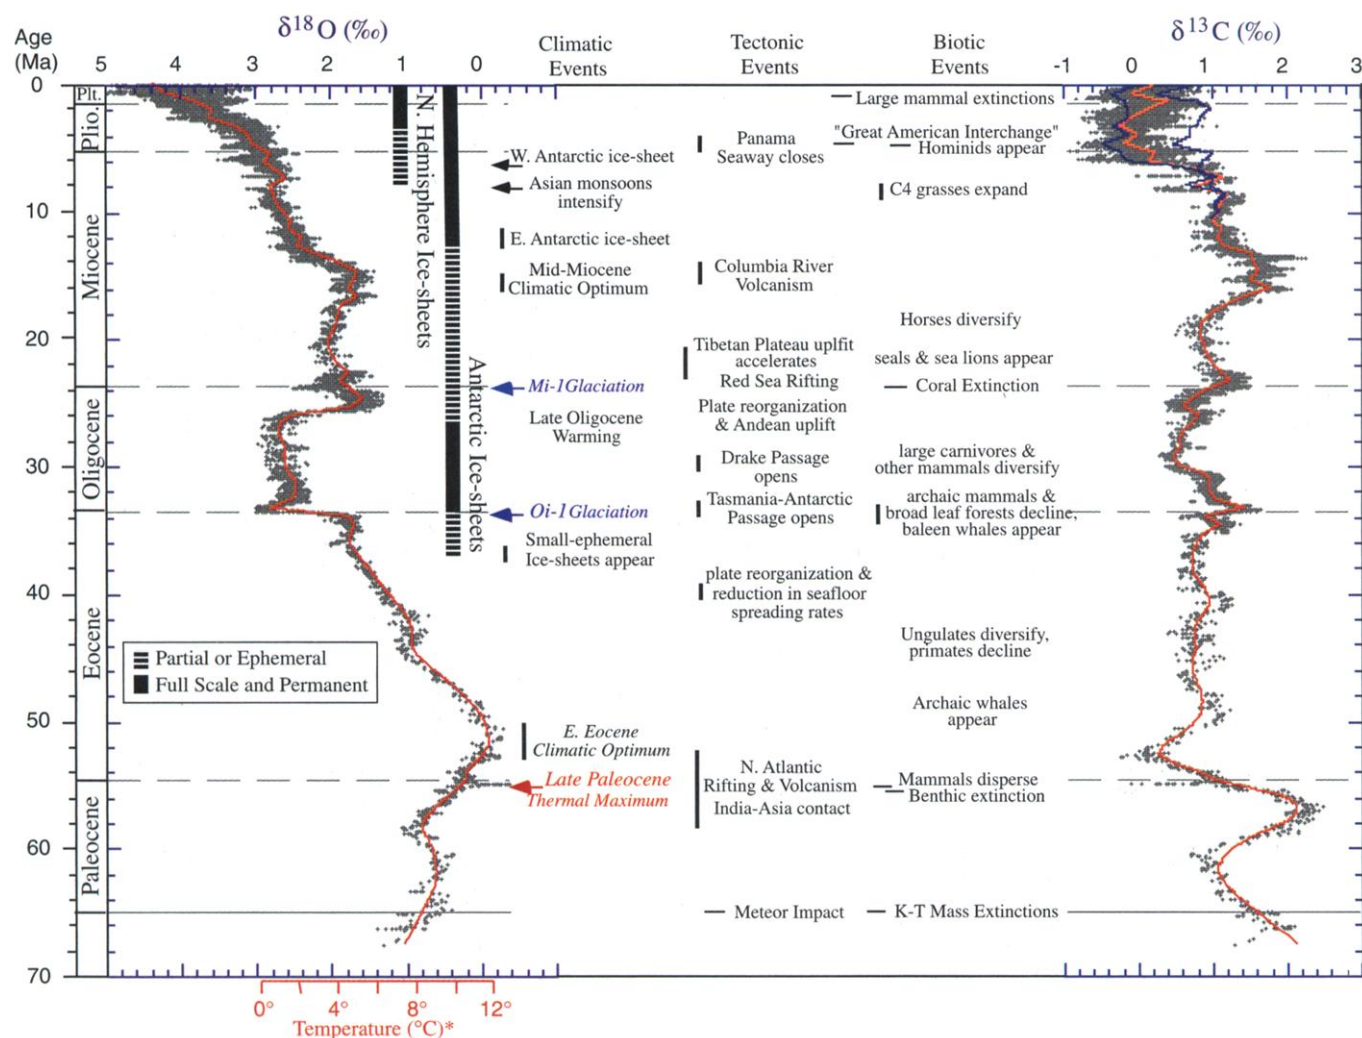 δ18O (‰)
δ13C (‰)
Age
(Ma)
Climatic
Events
Tectonic
Events
Biotic
Events
5 4 3 2 1 0
-1 0 1 2 3
0
Plt.
Plio.
Miocene
Oligocene
Eocene
Paleocene
10
20
30
40
50
60
70
N. Hemisphere Ice-sheets
Antarctic Ice-sheets
Partial or Ephemeral
Full Scale and Permanent
W. Antarctic ice-sheet
Asian monsoons
intensify
E. Antarctic ice-sheet
Mid-Miocene
Climatic Optimum
Mi-1Glaciation
Late Oligocene
Warming
Oi-1 Glaciation
Small-ephemeral
Ice-sheets appear
E. Eocene
Climatic Optimum
Late Paleocene
Thermal Maximum
Panama
Seaway closes
Columbia River
Volcanism
Tibetan Plateau uplfit
accelerates
Red Sea Rifting
Plate reorganization
& Andean uplift
Drake Passage
opens
Tasmania-Antarctic
Passage opens
plate reorganization &
reduction in seafloor
spreading rates
N. Atlantic
Rifting & Volcanism
India-Asia contact
Meteor Impact
Large mammal extinctions
"Great American Interchange"
Hominids appear
C4 grasses expand
Horses diversify
seals & sea lions appear
Coral Extinction
large carnivores &
other mammals diversify
archaic mammals &
broad leaf forests decline,
baleen whales appear
Ungulates diversify,
primates decline
Archaic whales
appear
Mammals disperse
Benthic extinction
K-T Mass Extinctions
0° 4° 8° 12°
Temperature (°C)*